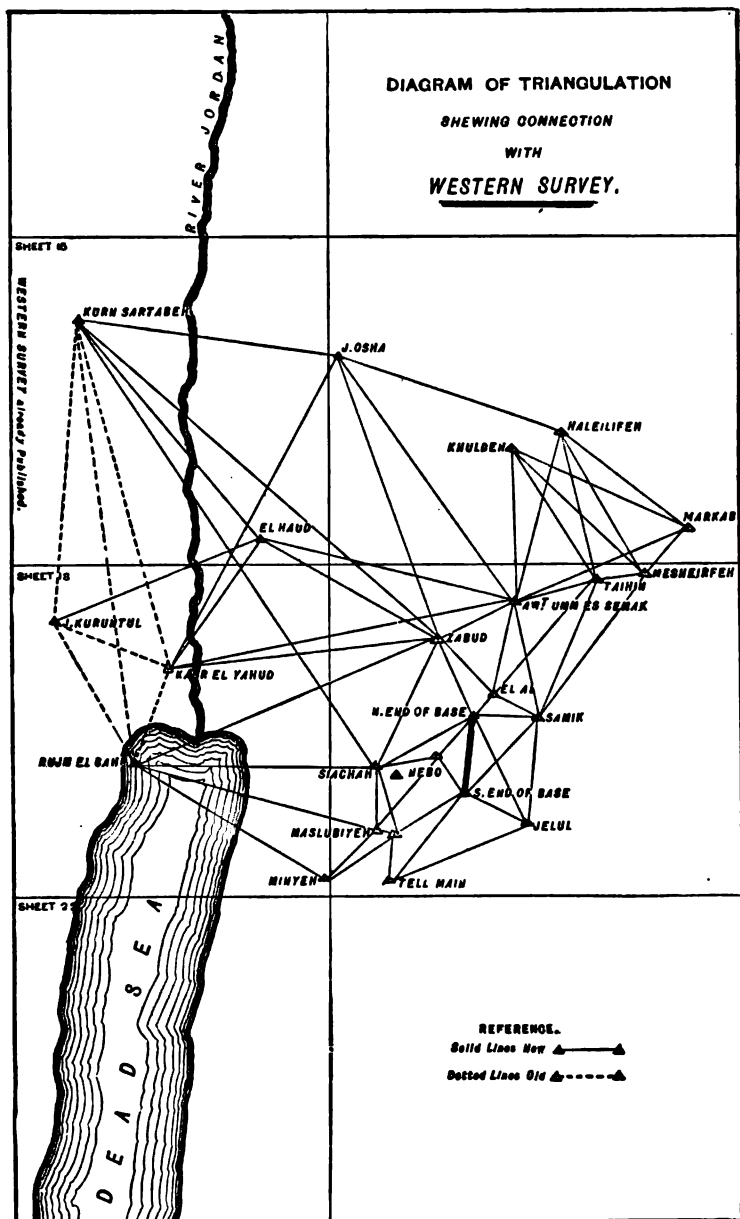 DIAGRAM OF TRIANGULATION
SHEWING CONNECTION
WITH
WESTERN SURVEY.
RIVER JORDAN
SHEET 15
WESTERN SURVEY already Published.
KURN SARTABEH
J. OSHA
HALEILIFEH
KHULDEH
MARKAB
EL HAUD
SHEET 18
MESHEIRFEH
TAIHIN
J. KURUNTUL
AWT UMM ES SEMAK
ZABUD
KASR EL YAHUD
EL AL
N. END OF BASE
SAMIK
RUJM EL BAH
SIAGHAH
NEBO
S. END OF BASE
MASLUBIYEH
JELUL
MINYEH
TELL MAIN
SHEET
DEAD SEA
REFERENCE.
Solid Lines New
Dotted Lines Old